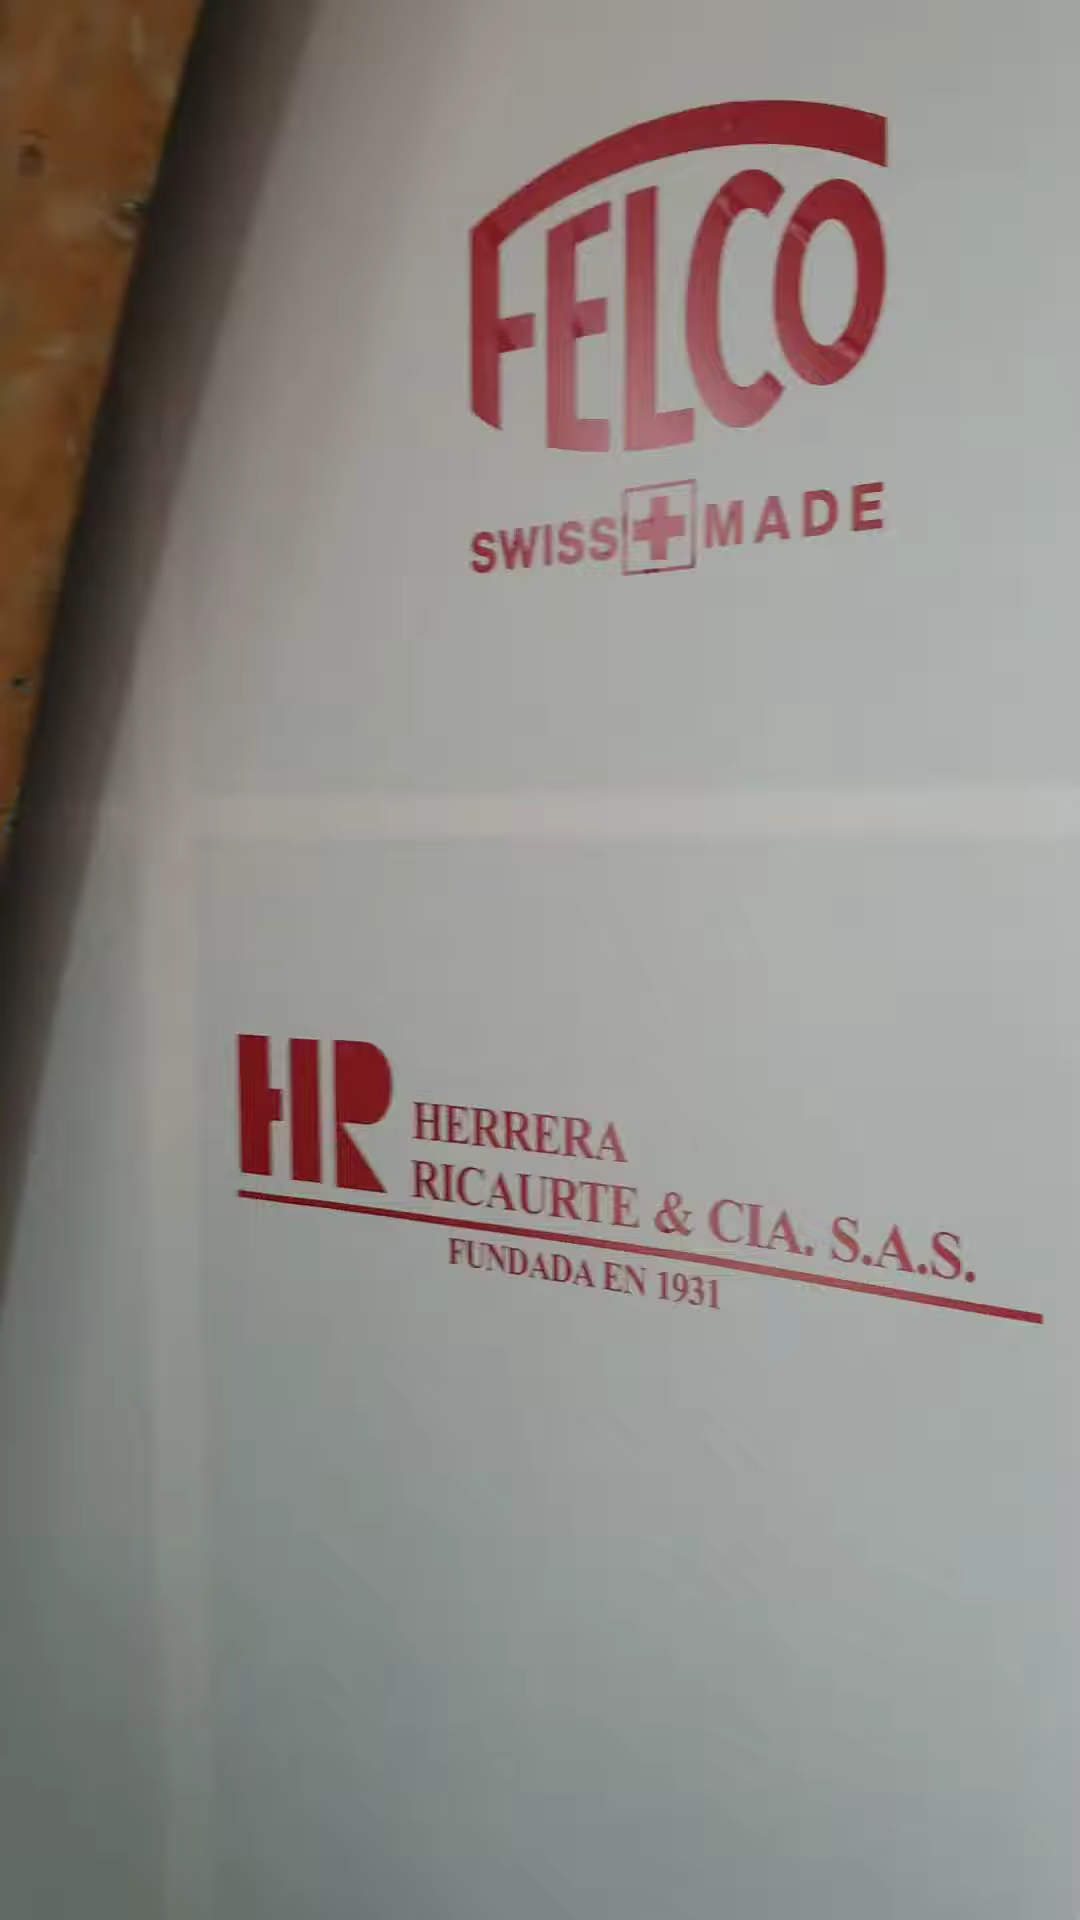 FELCO
SWISS MADE
HR HERRERA
RICAURTE & CIA. S.A.S.
FUNDADA EN 1931